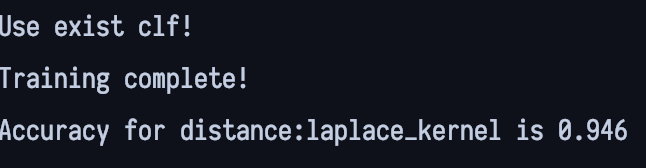 Use exist clf!
Training complete!
Accuracy for distance:laplace_kernel is 0.946